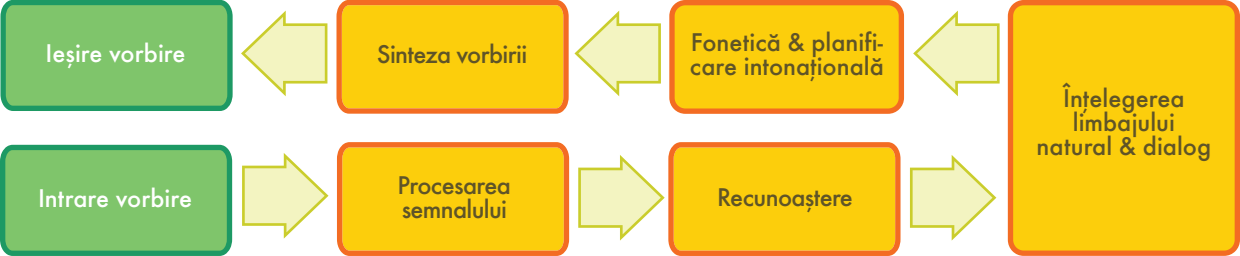 Ieșire vorbire
Sinteza vorbirii
Fonetică & planifi-
care intonațională
Înțelegerea
limbajului
natural & dialog
Intrare vorbire
Procesarea
semnalului
Recunoaștere